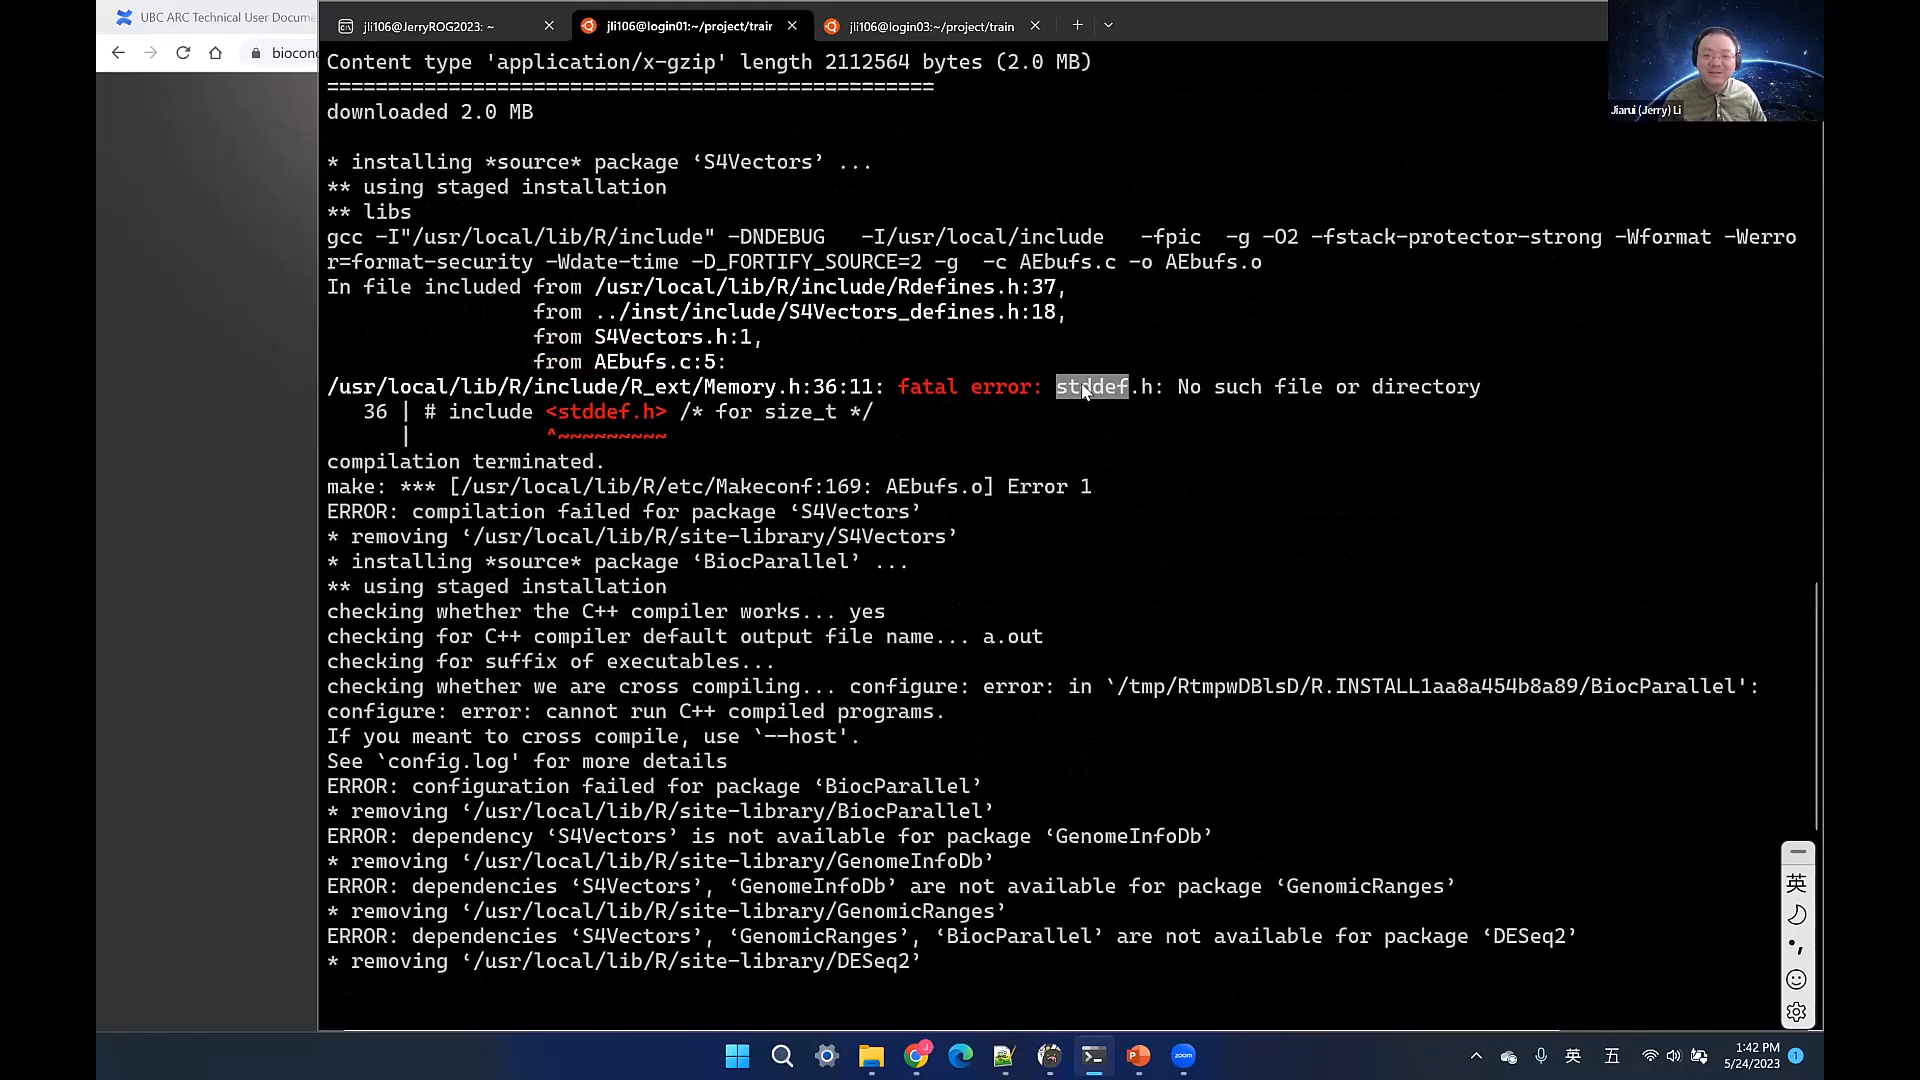 UBC ARC Technical User Docume
jli106@JerryROG2023: ~
jli106@login01:~/project/trair
jli106@login03:~/project/train
biocond
Content type 'application/x-gzip' length 2112564 bytes (2.0 MB)
==================================================
downloaded 2.0 MB
Jiarui (Jerry) Li
* installing *source* package ‘S4Vectors’ ...
** using staged installation
** libs
gcc -I"/usr/local/lib/R/include" -DNDEBUG   -I/usr/local/include   -fpic  -g -O2 -fstack-protector-strong -Wformat -Werro
r=format-security -Wdate-time -D_FORTIFY_SOURCE=2 -g  -c AEbufs.c -o AEbufs.o
In file included from /usr/local/lib/R/include/Rdefines.h:37,
from ../inst/include/S4Vectors_defines.h:18,
from S4Vectors.h:1,
from AEbufs.c:5:
/usr/local/lib/R/include/R_ext/Memory.h:36:11: fatal error: stddef.h: No such file or directory
36 | # include <stddef.h> /* for size_t */
|           ^~~~~~~~~~
compilation terminated.
make: *** [/usr/local/lib/R/etc/Makeconf:169: AEbufs.o] Error 1
ERROR: compilation failed for package ‘S4Vectors’
* removing ‘/usr/local/lib/R/site-library/S4Vectors’
* installing *source* package ‘BiocParallel’ ...
** using staged installation
checking whether the C++ compiler works... yes
checking for C++ compiler default output file name... a.out
checking for suffix of executables...
checking whether we are cross compiling... configure: error: in `/tmp/RtmpwDBlsD/R.INSTALL1aa8a454b8a89/BiocParallel':
configure: error: cannot run C++ compiled programs.
If you meant to cross compile, use `--host'.
See `config.log' for more details
ERROR: configuration failed for package ‘BiocParallel’
* removing ‘/usr/local/lib/R/site-library/BiocParallel’
ERROR: dependency ‘S4Vectors’ is not available for package ‘GenomeInfoDb’
* removing ‘/usr/local/lib/R/site-library/GenomeInfoDb’
ERROR: dependencies ‘S4Vectors’, ‘GenomeInfoDb’ are not available for package ‘GenomicRanges’
* removing ‘/usr/local/lib/R/site-library/GenomicRanges’
ERROR: dependencies ‘S4Vectors’, ‘GenomicRanges’, ‘BiocParallel’ are not available for package ‘DESeq2’
* removing ‘/usr/local/lib/R/site-library/DESeq2’
英
zoom
英
五
1:42 PM
5/24/2023
1